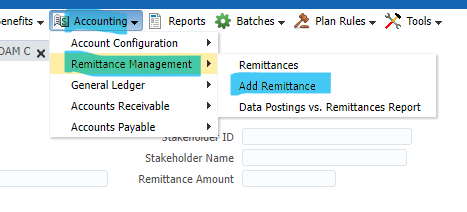 enefits Accounting Reports Batches Plan Rules Tools
DAM C
Account Configuration
Remittance Management
Remittances
General Ledger
Add Remittance
Accounts Receivable
Data Postings vs. Remittances Report
Accounts Payable
Stakeholder ID
Stakeholder Name
Remittance Amount